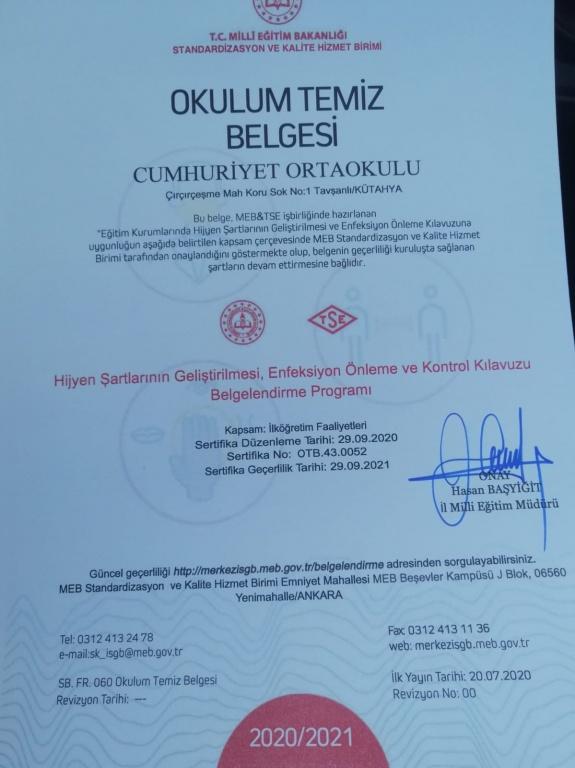 T.C. MİLLÎ EĞİTİM BAKANLIĞI
STANDARDİZASYON VE KALİTE HİZMET BİRİMİ
OKULUM TEMİZ
BELGESİ
CUMHURİYET ORTAOKULU
Çırçırçeşme Mah Koru Sok No:1 Tavşanlı/KÜTAHYA
Bu belge, MEB&TSE işbirliğinde hazırlanan
"Eğitim Kurumlarında Hijyen Şartlarının Geliştirilmesi ve Enfeksiyon Önleme Kılavuzuna
uygunluğun aşağıda belirtilen kapsam çerçevesinde MEB Standardizasyon ve Kalite Hizmet
Birimi tarafından onaylandığını göstermekte olup, belgenin geçerliliği kuruluşta sağlanan
şartların devam ettirmesine bağlıdır.
TSE
Hijyen Şartlarının Geliştirilmesi, Enfeksiyon Önleme ve Kontrol Kılavuzu
Belgelendirme Programı
Kapsam: İlköğretim Faaliyetleri
Sertifika Düzenleme Tarihi: 29.09.2020
Sertifika No: OTB.43.0052
Sertifika Geçerlilik Tarihi: 29.09.2021
ONAY
Hasan BAŞYİĞİT
İl Milli Eğitim Müdürü
Güncel geçerliliği http://merkezisgb.meb.gov.tr/belgelendirme adresinden sorgulayabilirsiniz.
MEB Standardizasyon ve Kalite Hizmet Birimi Emniyet Mahallesi MEB Beşevler Kampüsü J Blok, 06560
Yenimahalle/ANKARA
Tel: 0312 413 24 78
e-mail:sk_isgb@meb.gov.tr
Fax: 0312 413 11 36
web: merkezisgb.meb.gov.tr
SB. FR. 060 Okulum Temiz Belgesi
Revizyon Tarihi: ---
İlk Yayın Tarihi: 20.07.2020
Revizyon No: 00
2020/2021